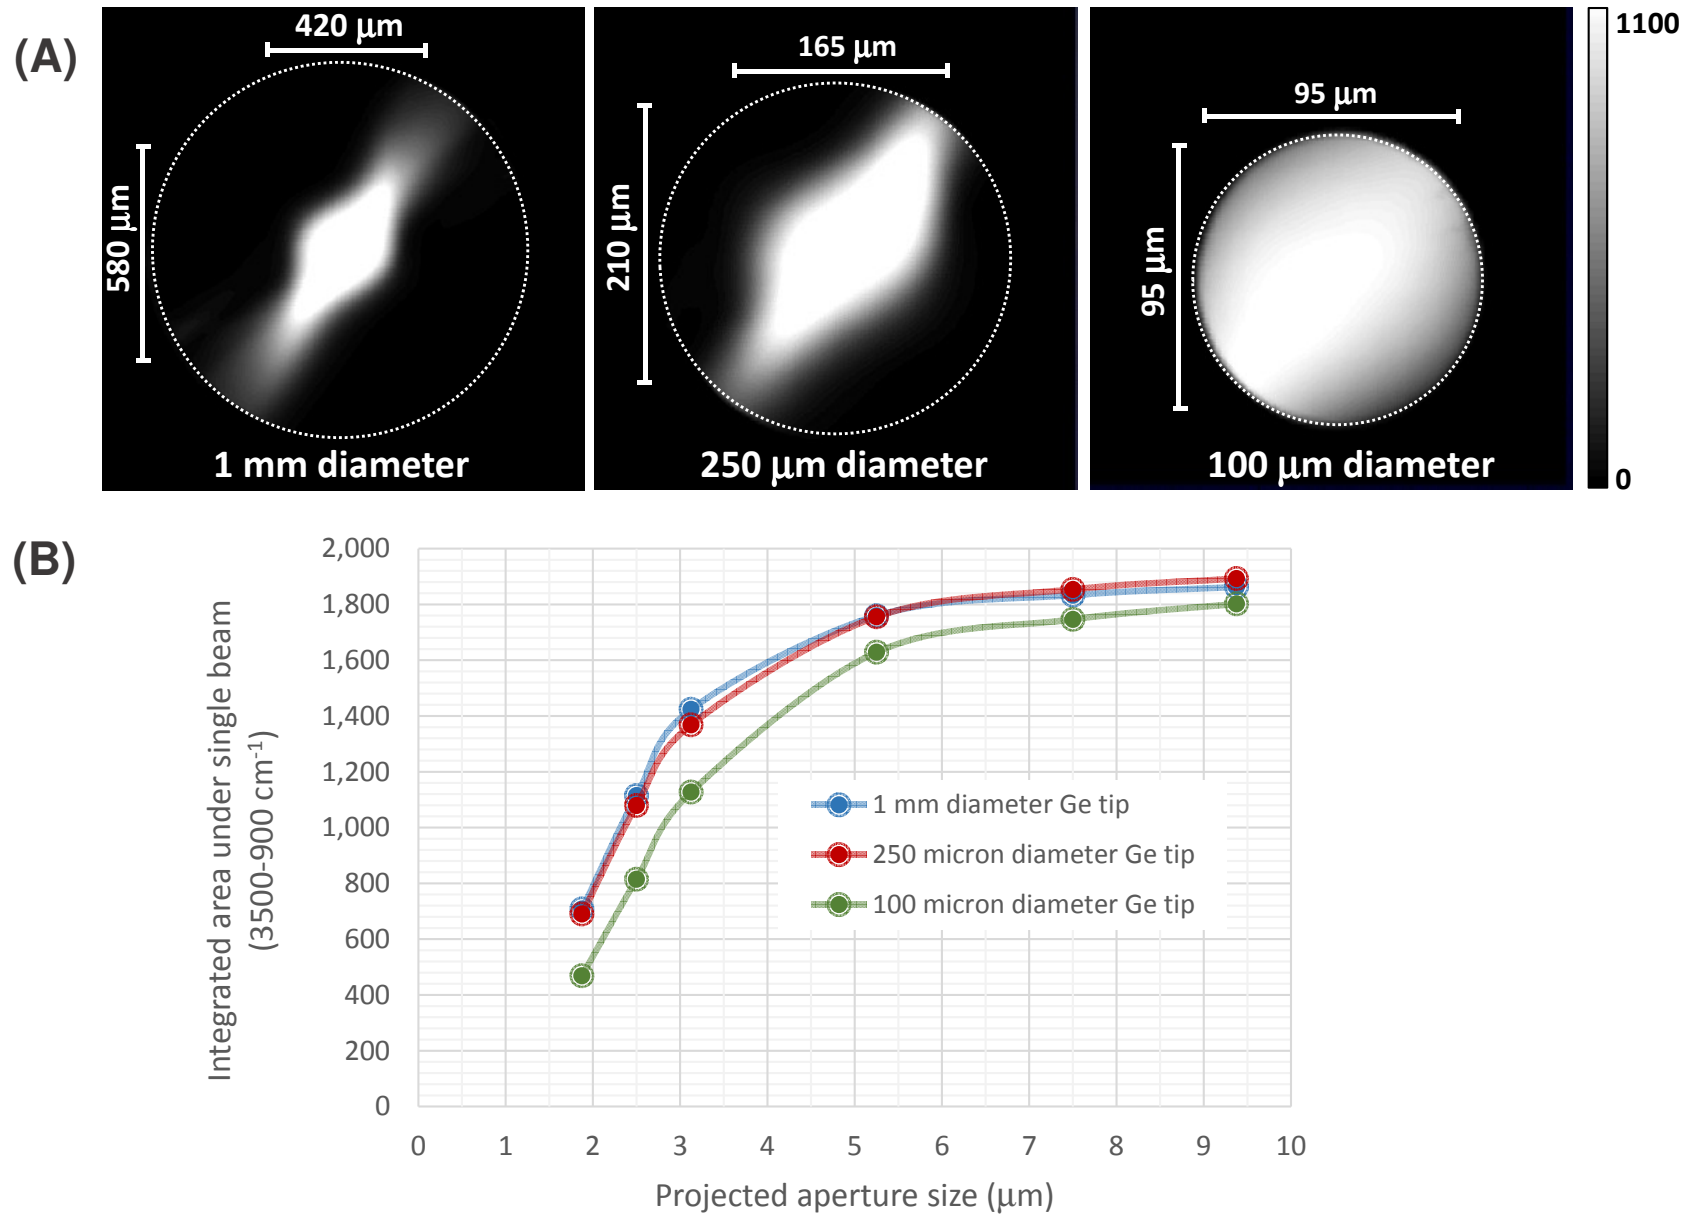 (A)
420 μm
580 μm
1 mm diameter
165 μm
210 μm
250 μm diameter
95 μm
95 μm
100 μm diameter
1100
0
(B)
Integrated area under single beam
(3500-900 cm⁻¹)
2,000
1,800
1,600
1,400
1,200
1,000
800
600
400
200
0
1 mm diameter Ge tip
250 micron diameter Ge tip
100 micron diameter Ge tip
0 1 2 3 4 5 6 7 8 9 10
Projected aperture size (μm)